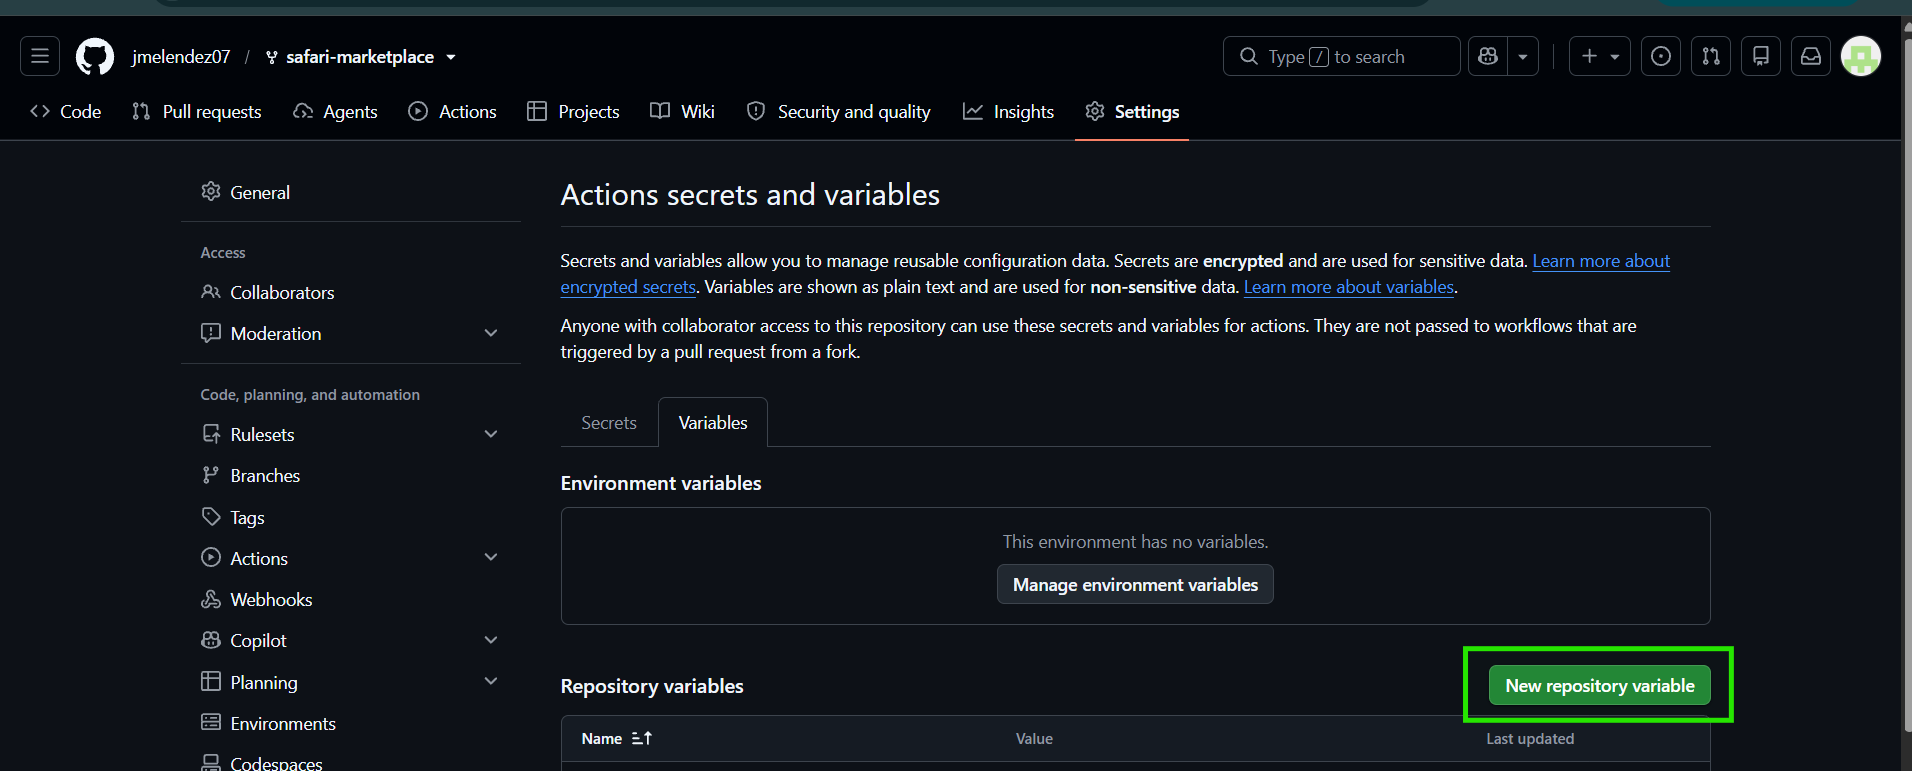 jmelendez07 / safari-marketplace
Type / to search
Code Pull requests Agents Actions Projects Wiki Security and quality Insights Settings
General
Access
Collaborators
Moderation
Code, planning, and automation
Rulesets
Branches
Tags
Actions
Webhooks
Copilot
Planning
Environments
Codespaces
Actions secrets and variables
Secrets and variables allow you to manage reusable configuration data. Secrets are encrypted and are used for sensitive data. Learn more about
encrypted secrets. Variables are shown as plain text and are used for non-sensitive data. Learn more about variables.
Anyone with collaborator access to this repository can use these secrets and variables for actions. They are not passed to workflows that are
triggered by a pull request from a fork.
Secrets Variables
Environment variables
This environment has no variables.
Manage environment variables
Repository variables New repository variable
Name Value Last updated